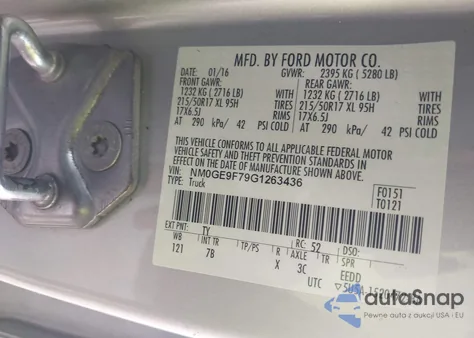 MFD. BY FORD MOTOR CO.
DATE: 01/16 GVWR: 2395 KG ( 5280 LB)
FRONT GAWR: REAR GAWR:
1232 KG ( 2716 LB) WITH 1232 KG ( 2716 LB) WITH
215/50R17 XL 95H TIRES 215/50R17 XL 95H TIRES
17X6.5J RIMS 17X6.5J RIMS
AT 290 kPa/ 42 PSI COLD AT 290 kPa/ 42 PSI COLD
THIS VEHICLE CONFORMS TO ALL APPLICABLE FEDERAL MOTOR
VEHICLE SAFETY AND THEFT PREVENTION STANDARDS IN
EFFECT ON THE DATE OF MANUFACTURE SHOWN ABOVE.
VIN: NM0GE9F79G1263436
TYPE: Truck
F0151
T0121
EXT PNT: TY RC: 52 DSO:
WB INT TR TP/PS R AXLE TR SPR
121 7B X 3C EEDD
UTC
autoSnap
Pewne auta z aukcji USA i EU